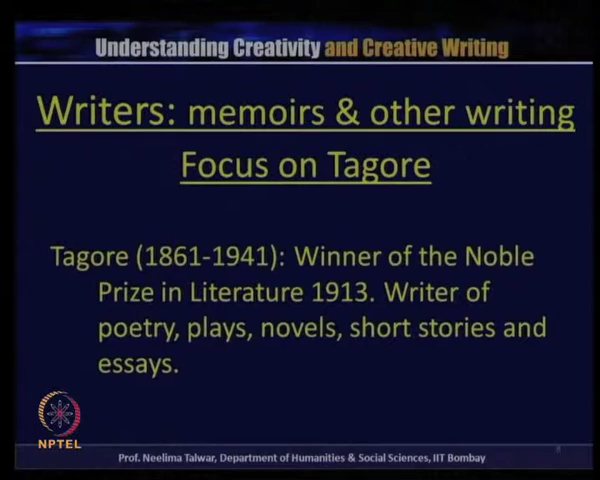 Understanding Creativity and Creative Writing
Writers: memoirs & other writing
Focus on Tagore
Tagore (1861-1941): Winner of the Noble
Prize in Literature 1913. Writer of
poetry, plays, novels, short stories and
essays.
NPTEL
Prof. Neelima Talwar, Department of Humanities & Social Sciences, IIT Bombay